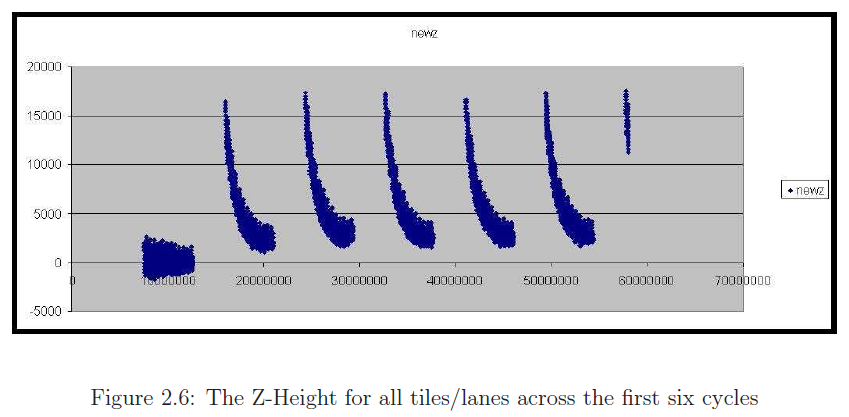 newz
20000
15000
10000
5000
0
-5000
0 10000000 20000000 30000000 40000000 50000000 60000000 70000000
newz
Figure 2.6: The Z-Height for all tiles/lanes across the first six cycles